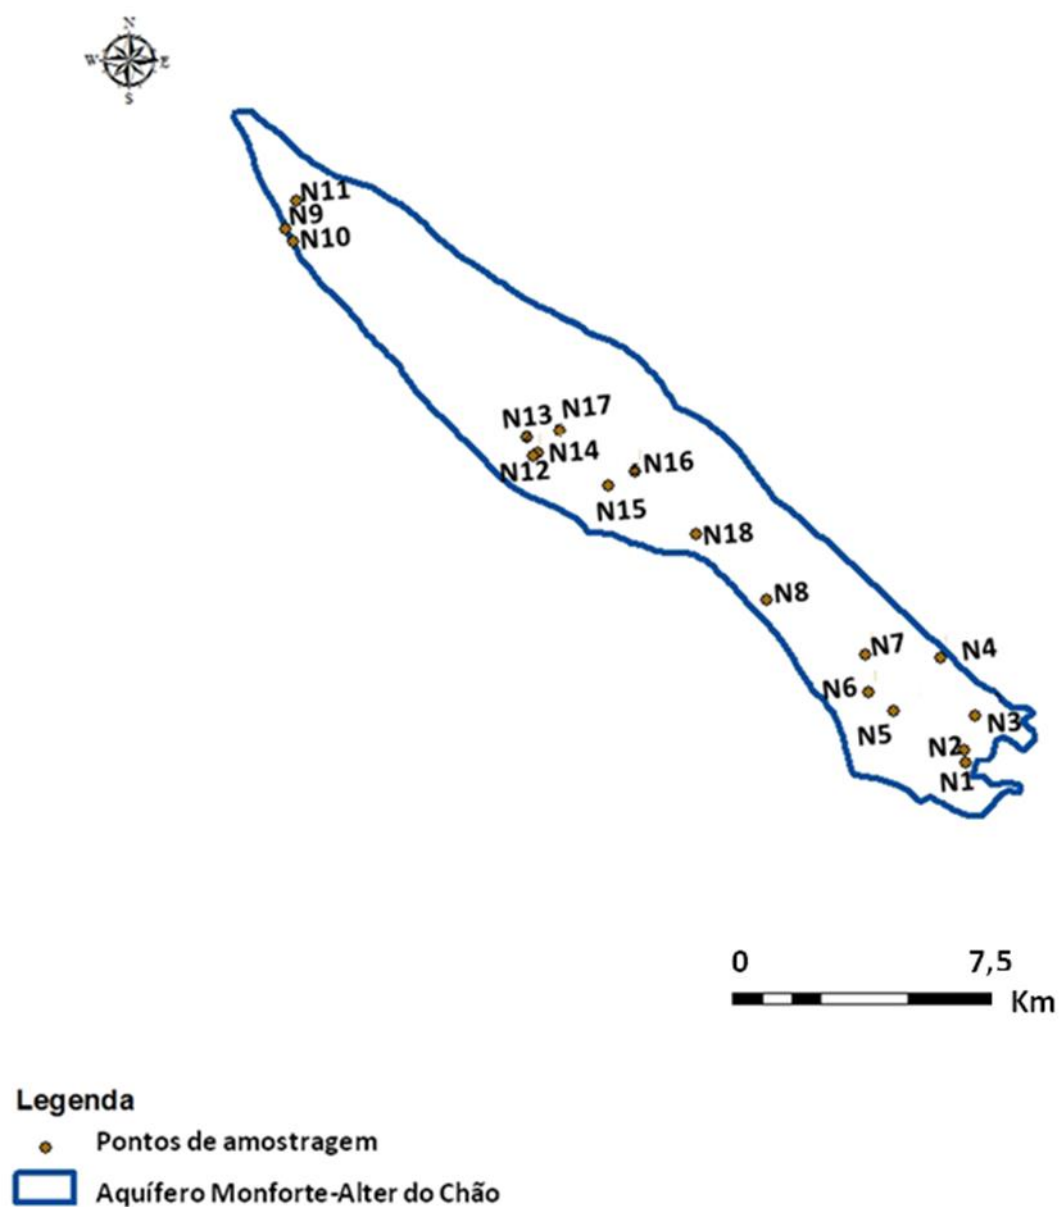 N
W E
S
N11
N9
N10
N13 N17
N14
N12
N16
N15
N18
N8
N7
N4
N6
N5
N3
N2
N1
0 7,5
Km
Legenda
Pontos de amostragem
Aquífero Monforte-Alter do Chão